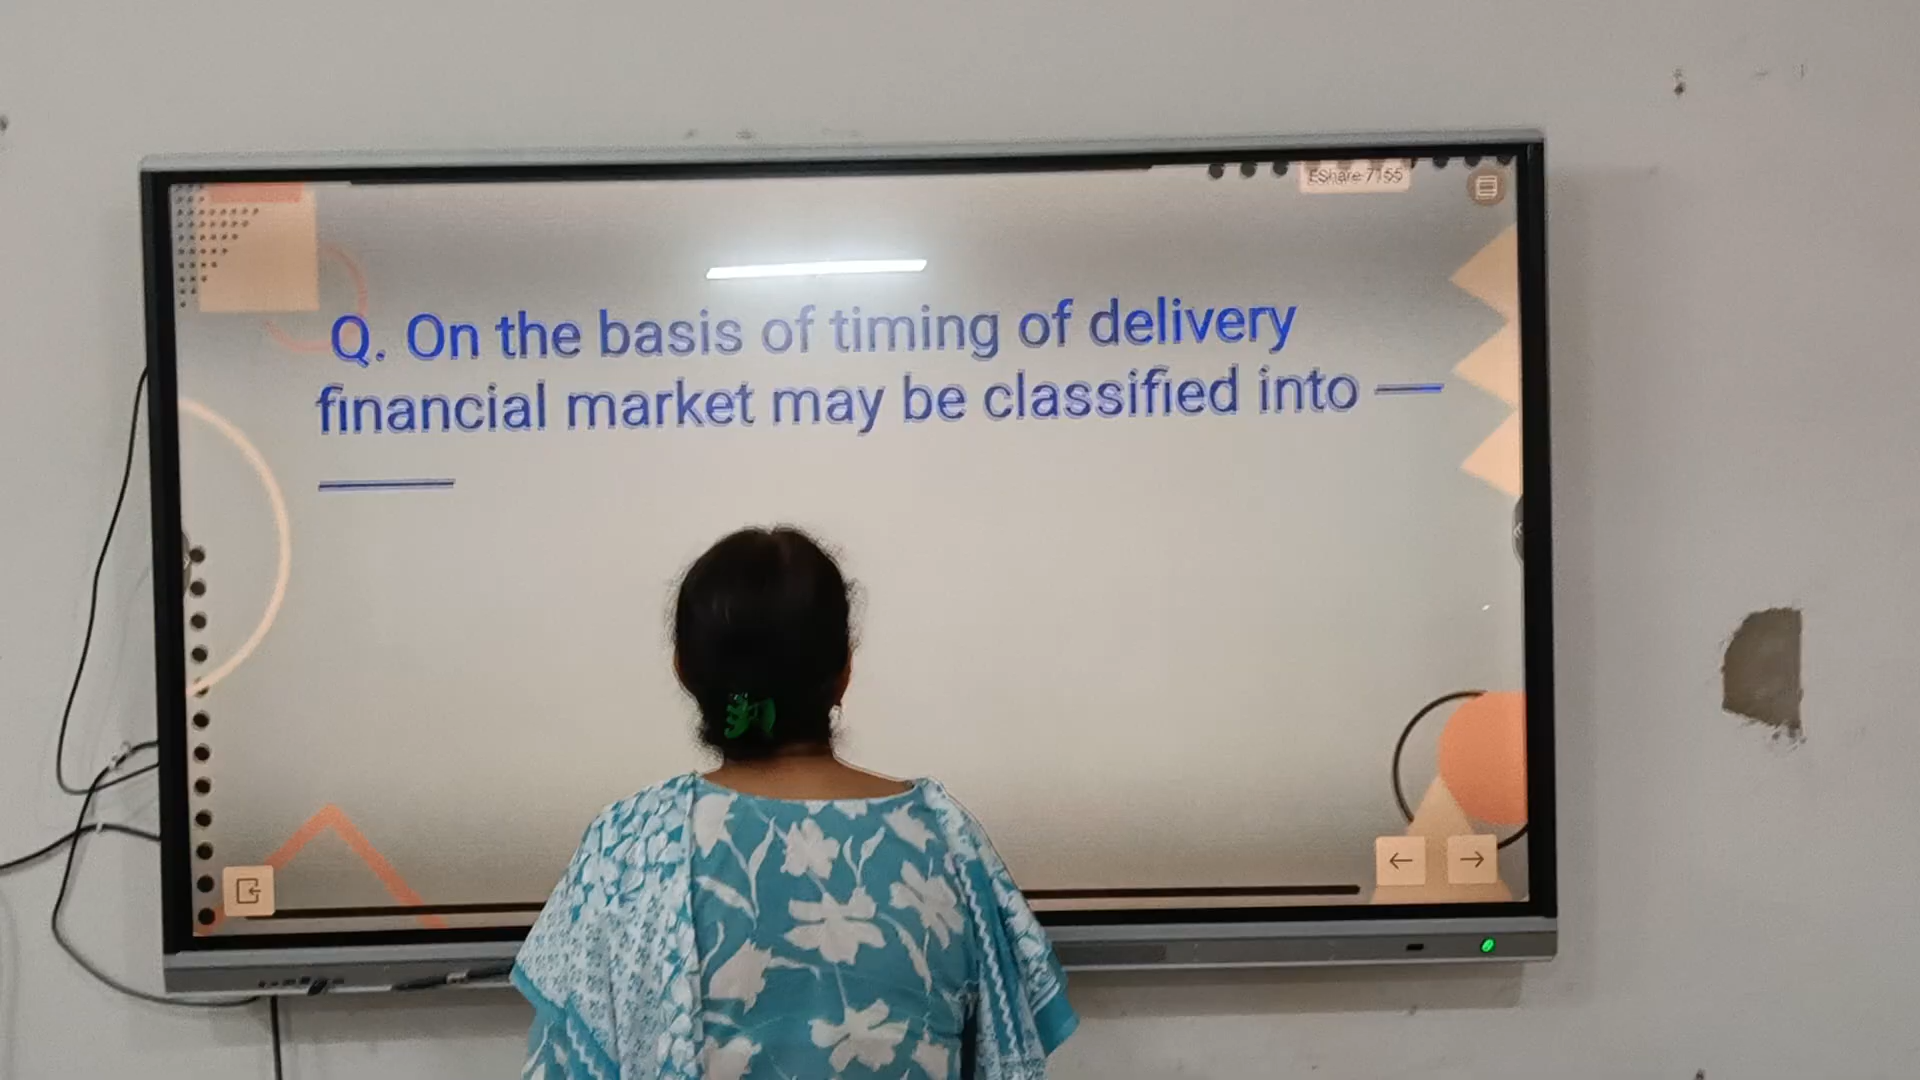 EShare-7155
Q. On the basis of timing of delivery
financial market may be classified into —
——